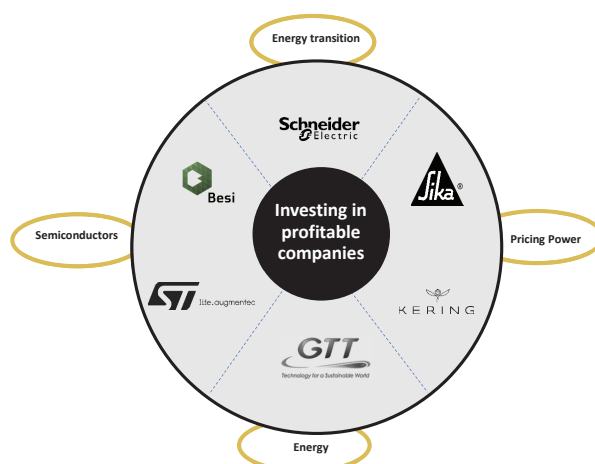 Energy transition
Schneider
Electric
Besi
Sika®
Investing in
profitable
companies
Semiconductors
Pricing Power
ST life.augmentec
KERING
GTT
Technology for a Sustainable World
Energy